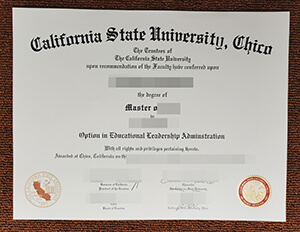 California State University, Chico
The Trustees of
The California State University
upon recommendation of the Faculty have conferred upon
the degree of
Master o
in
Option in Educational Leadership Adminstration
With all rights and privileges pertaining thereto.
Awarded at Chico, California on the